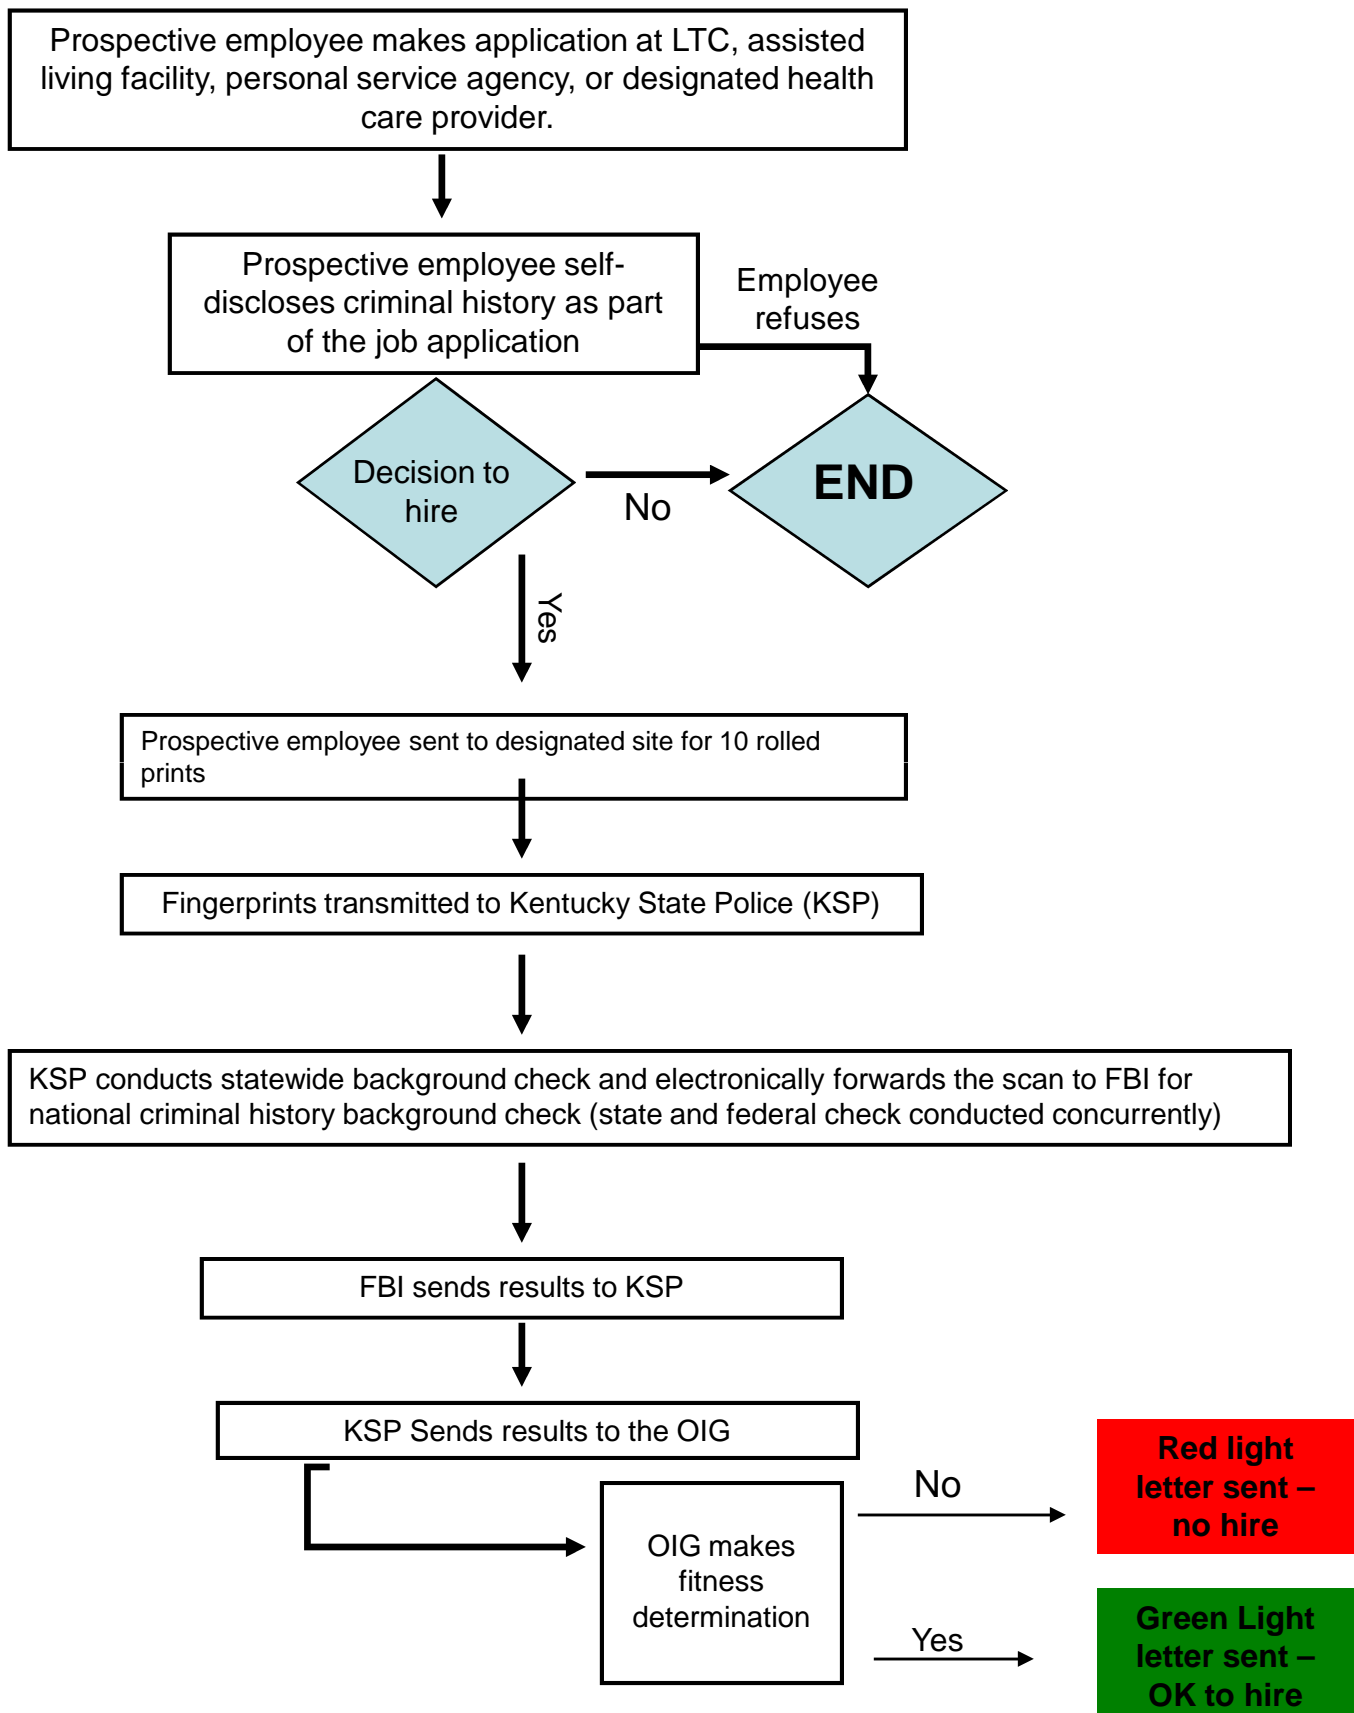 Prospective employee makes application at LTC, assisted
living facility, personal service agency, or designated health
care provider.
Prospective employee self-
discloses criminal history as part
of the job application
Employee
refuses
Decision to
hire
No
END
Yes
Prospective employee sent to designated site for 10 rolled
prints
Fingerprints transmitted to Kentucky State Police (KSP)
KSP conducts statewide background check and electronically forwards the scan to FBI for
national criminal history background check (state and federal check conducted concurrently)
FBI sends results to KSP
KSP Sends results to the OIG
OIG makes
fitness
determination
No
Red light
letter sent –
no hire
Yes
Green Light
letter sent –
OK to hire